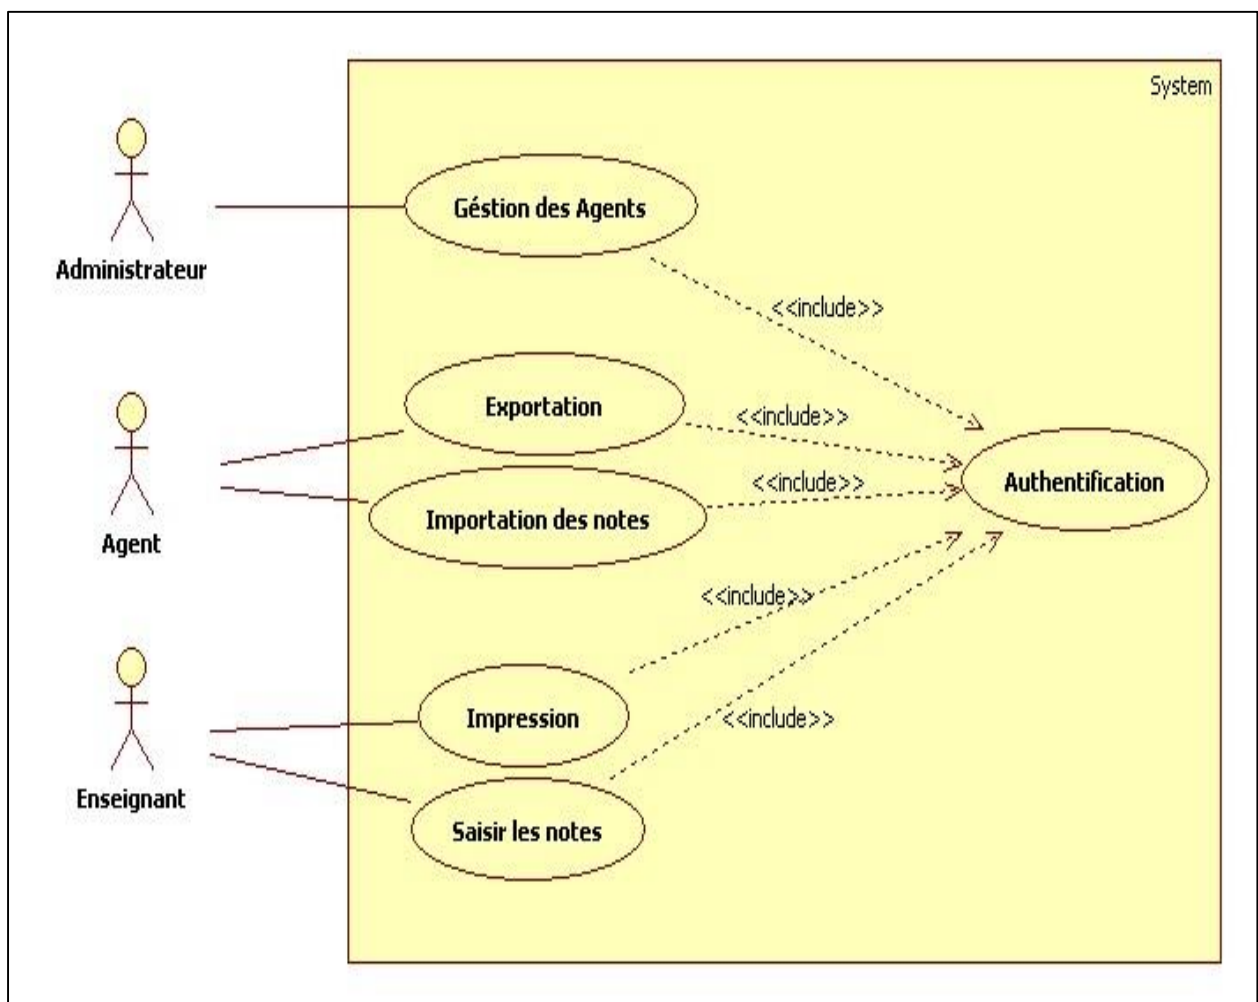 System
Géstion des Agents
Administrateur
<<include>>
Exportation
<<include>>
<<include>>
Authentification
Importation des notes
Agent
<<include>>
Impression
<<include>>
Enseignant
Saisir les notes